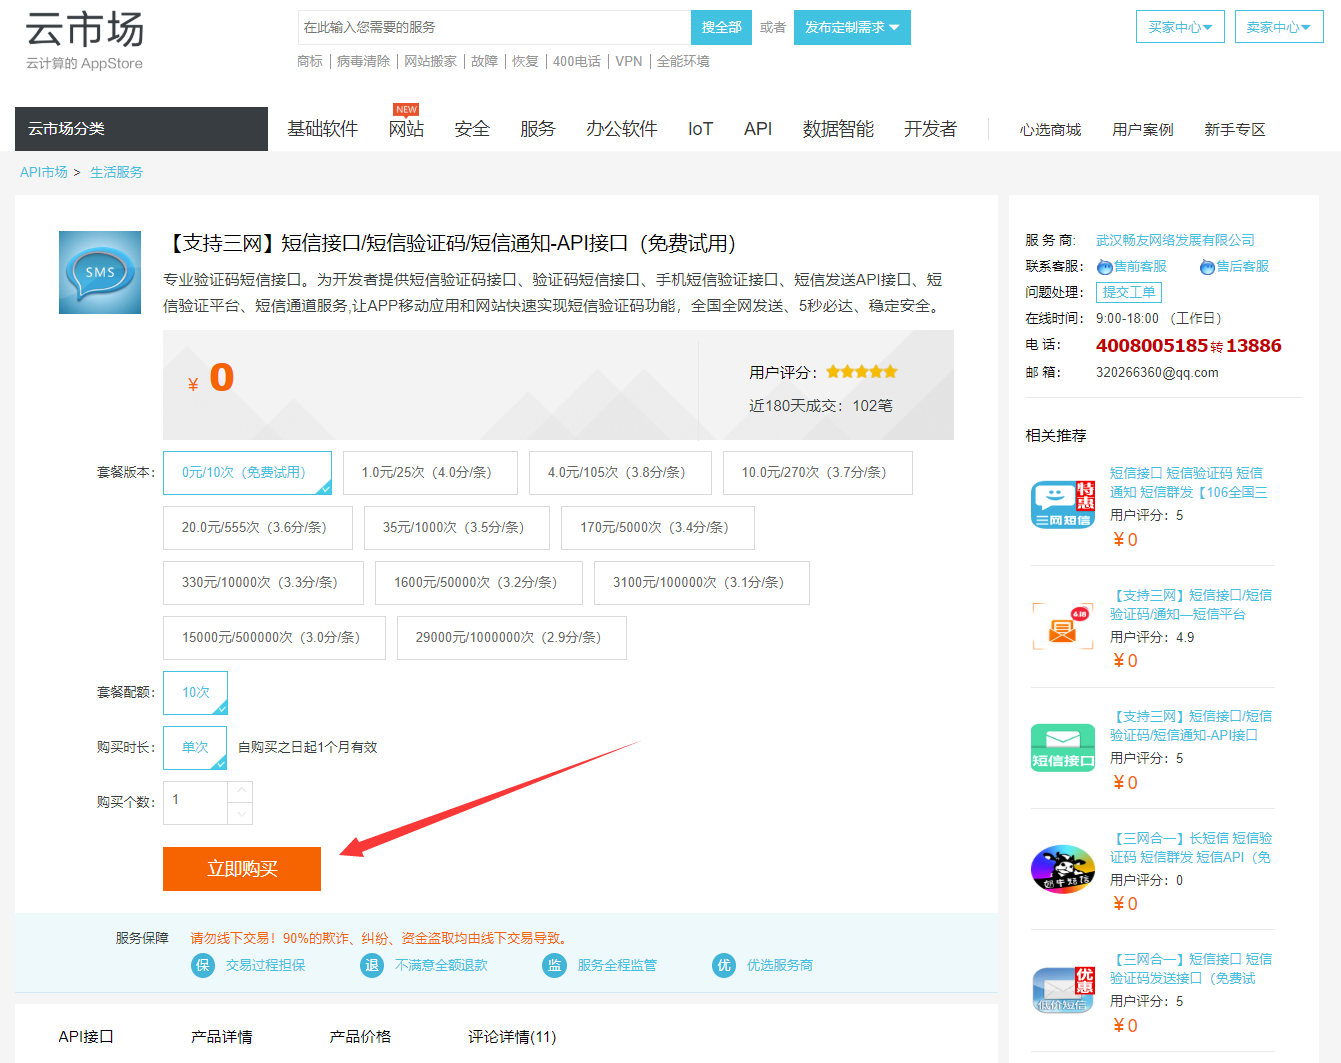 云市场
云计算的 AppStore
在此输入您需要的服务
搜全部
或者
发布定制需求
买家中心
卖家中心
商标 | 病毒清除 | 网站搬家 | 故障 | 恢复 | 400电话 | VPN | 全能环境
云市场分类
NEW
基础软件 网站 安全 服务 办公软件 IoT API 数据智能 开发者 心选商城 用户案例 新手专区
API市场 > 生活服务
SMS
【支持三网】短信接口/短信验证码/短信通知-API接口（免费试用）
专业验证码短信接口。为开发者提供短信验证码接口、验证码短信接口、手机短信验证接口、短信发送API接口、短
信验证平台、短信通道服务,让APP移动应用和网站快速实现短信验证码功能，全国全网发送、5秒必达、稳定安全。
¥ 0
用户评分：
近180天成交：102笔
套餐版本：
0元/10次（免费试用）
1.0元/25次（4.0分/条）
4.0元/105次（3.8分/条）
10.0元/270次（3.7分/条）
20.0元/555次（3.6分/条）
35元/1000次（3.5分/条）
170元/5000次（3.4分/条）
330元/10000次（3.3分/条）
1600元/50000次（3.2分/条）
3100元/100000次（3.1分/条）
15000元/500000次（3.0分/条）
29000元/1000000次（2.9分/条）
套餐配额：
10次
购买时长：
单次
自购买之日起1个月有效
购买个数：
1
立即购买
服务保障
请勿线下交易！90%的欺诈、纠纷、资金盗取均由线下交易导致。
保 交易过程担保
退 不满意全额退款
监 服务全程监管
优 优选服务商
API接口
产品详情
产品价格
评论详情(11)
服 务 商: 武汉畅友网络发展有限公司
联系客服： 售前客服 售后客服
问题处理： 提交工单
在线时间： 9:00-18:00 （工作日）
电 话： 4008005185转13886
邮 箱： 320266360@qq.com
相关推荐
特惠
三网短信
短信接口 短信验证码 短信
通知 短信群发【106全国三
用户评分：5
¥ 0
6.18
【支持三网】短信接口/短信
验证码/通知—短信平台
用户评分：4.9
¥ 0
短信接口
【支持三网】短信接口/短信
验证码/短信通知-API接口
用户评分：5
¥ 0
奶牛短信
【三网合一】长短信 短信验
证码 短信群发 短信API（免
用户评分：0
¥ 0
优惠
低价短信
【三网合一】短信接口 短信
验证码发送接口（免费试
用户评分：5
¥ 0